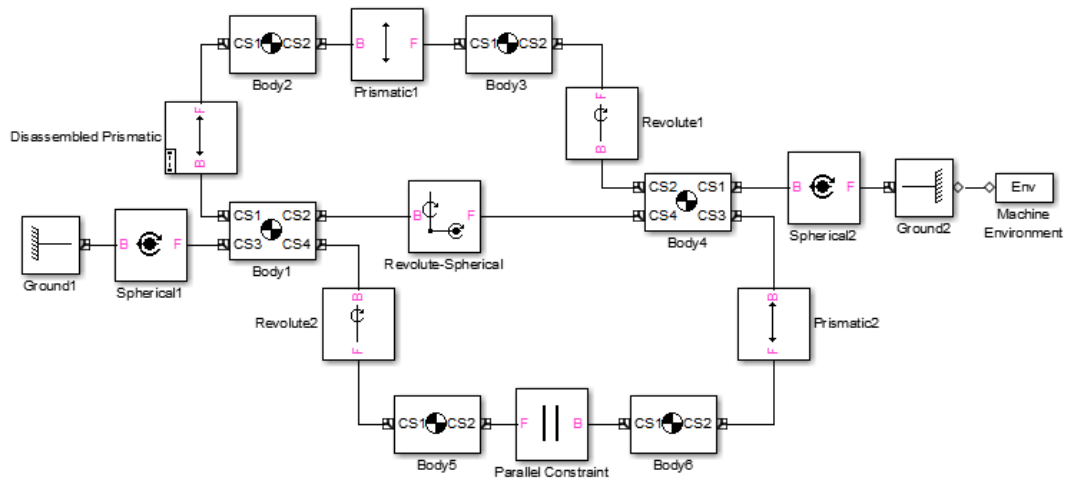 CS1 CS2
Body2
B F
Prismatic1
CS1 CS2
Body3
F
B
Disassembled Prismatic
F
B
Revolute1
CS1 CS2
CS3 CS4
Body1
B F
Revolute-Spherical
CS2 CS1
CS4 CS3
Body4
B F
Spherical2
Ground2
Env
Machine
Environment
Ground1
B F
Spherical1
B
F
Revolute2
B
F
Prismatic2
CS1 CS2
Body5
F B
Parallel Constraint
CS1 CS2
Body6